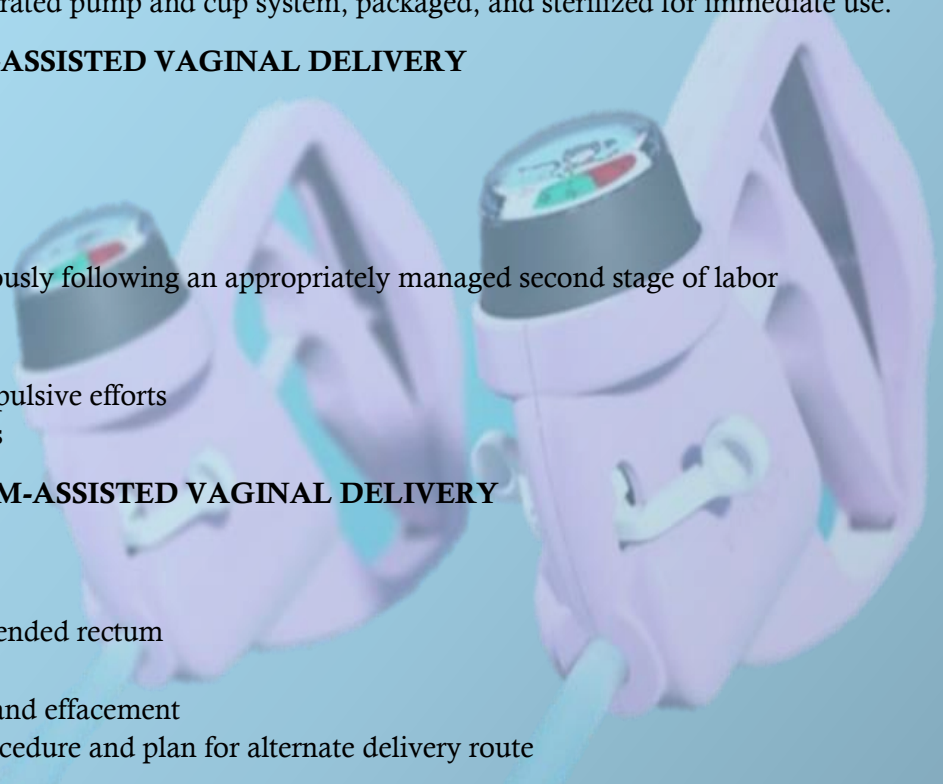 rated pump and cup system, packaged, and sterilized for immediate use.
-ASSISTED VAGINAL DELIVERY
ously following an appropriately managed second stage of labor
pulsive efforts
s
M-ASSISTED VAGINAL DELIVERY
ended rectum
and effacement
cedure and plan for alternate delivery route